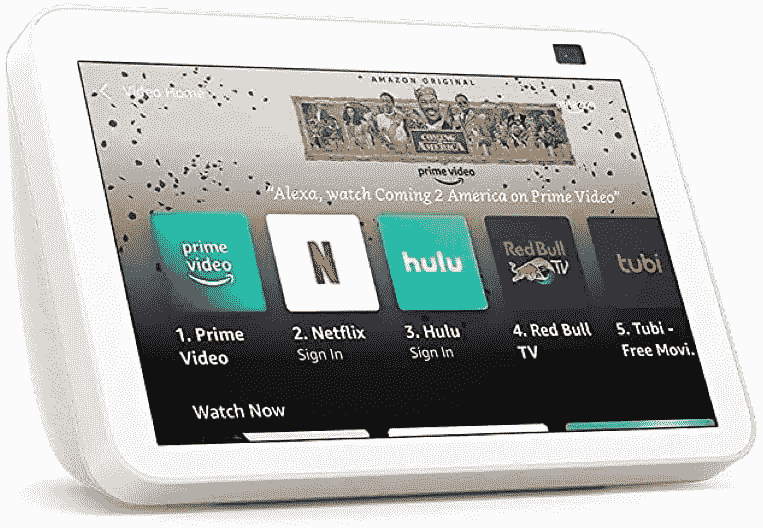 Video Home
AMAZON ORIGINAL
COMING 2 AMERICA
prime video
"Alexa, watch Coming 2 America on Prime Video"
prime video
N
hulu
Red Bull TV
tubi
1. Prime Video
2. Netflix
Sign In
3. Hulu
Sign In
4. Red Bull TV
5. Tubi - Free Movi.
Watch Now